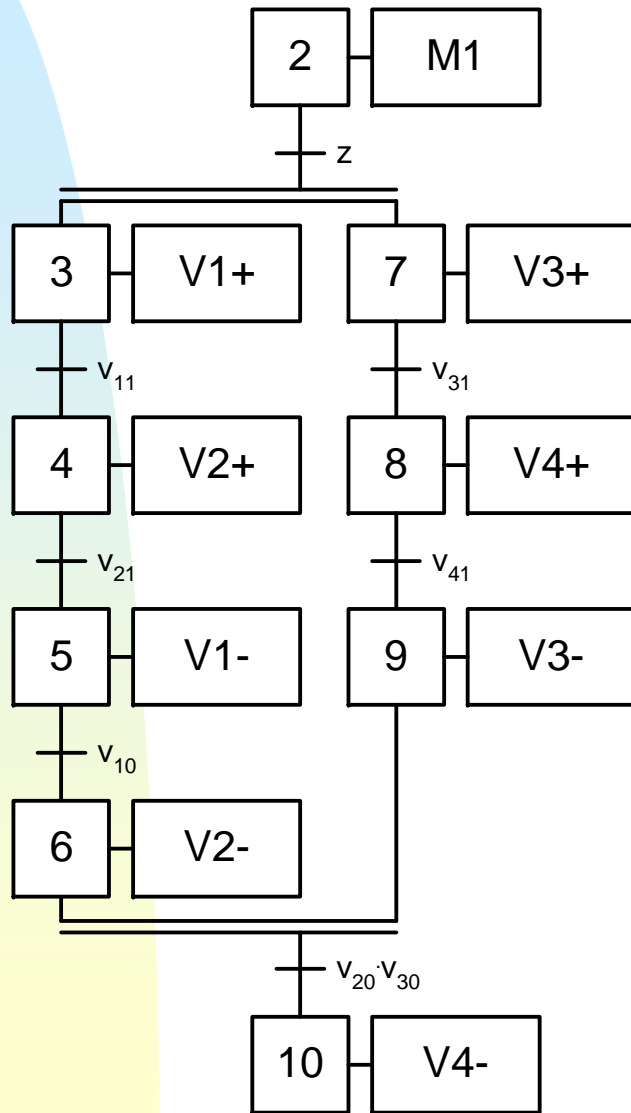 2 M1
z
3 V1+ 7 V3+
v₁₁ v₃₁
4 V2+ 8 V4+
v₂₁ v₄₁
5 V1- 9 V3-
v₁₀
6 V2-
v₂₀·v₃₀
10 V4-